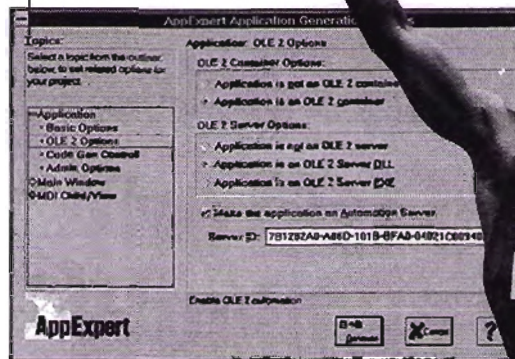 AppExpert Application Generation
Topics:
Select a topic from the outliner
below, to set related options for
your project.
Application
Basic Options
OLE 2 Options
Code Gen Control
Admin Options
Main Window
MDI Child/View
Application: OLE 2 Options
OLE 2 Container Options:
Application is not an OLE 2 container
Application is an OLE 2 container
OLE 2 Server Options:
Application is not an OLE 2 server
Application is an OLE 2 Server DLL
Application is an OLE 2 Server EXE
Make the application an Automation Server
Server ID:
Enable OLE 2 automation
AppExpert
Generate
Cancel
?